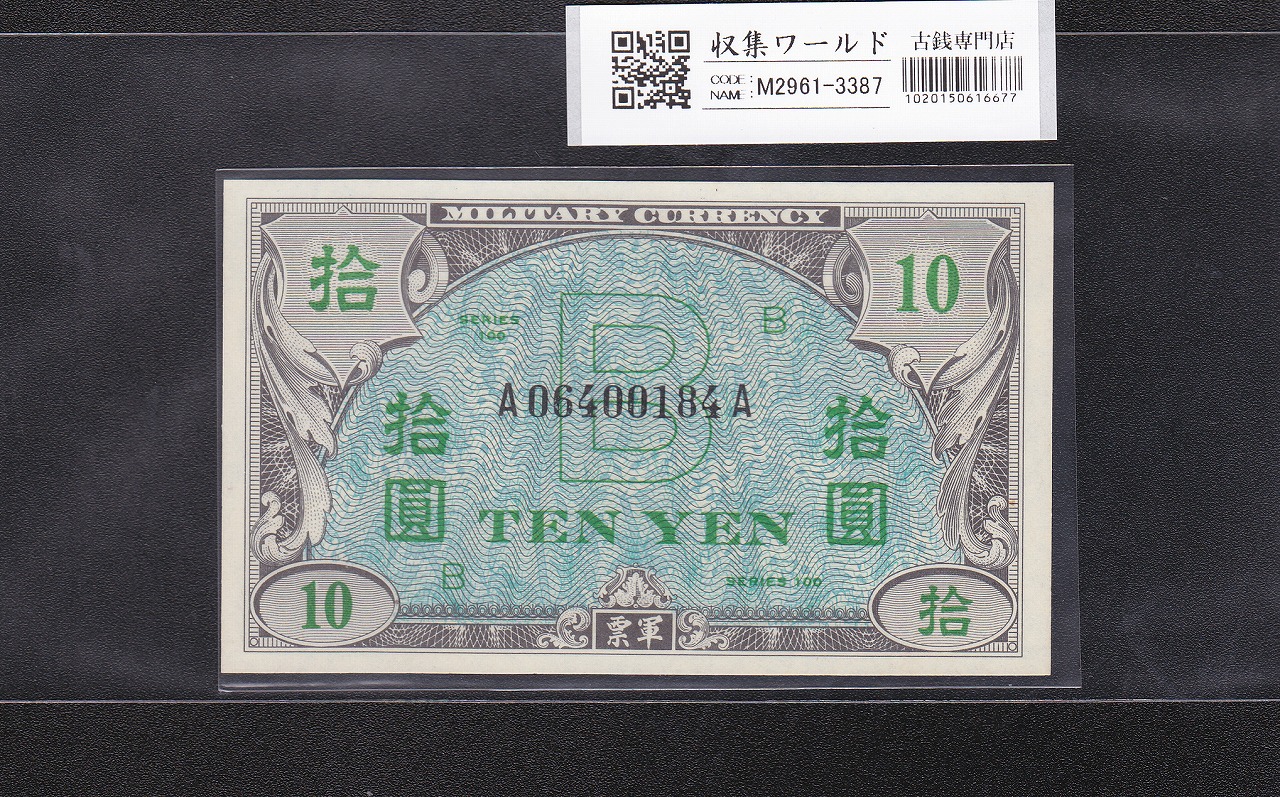 収集ワールド 古銭専門店
CODE:
NAME: M2961-3387
1020150616677
MILITARY CURRENCY
拾 10
SERIES
100 B
B
A06400184A
拾 拾
圓 TEN YEN 圓
B SERIES 100
10 票軍 拾